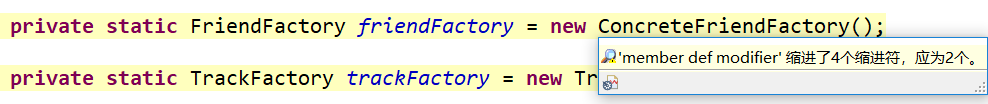 private static FriendFactory friendFactory = new ConcreteFriendFactory();
'member def modifier' 缩进了4个缩进符，应为2个。
private static TrackFactory trackFactory = new Tr